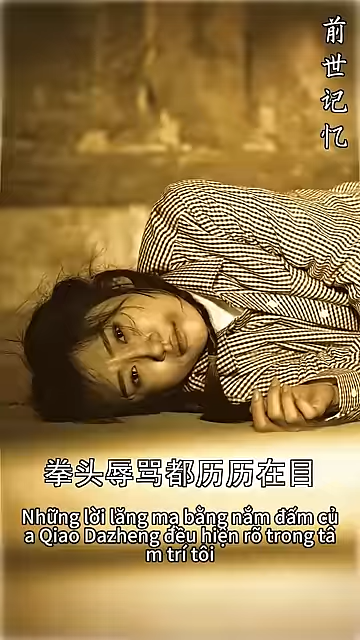 前世记忆
拳头辱骂都历历在目
Những lời lăng mạ bằng nắm đấm củ
a Qiao Dazheng đều hiện rõ trong tâ
m trí tôi